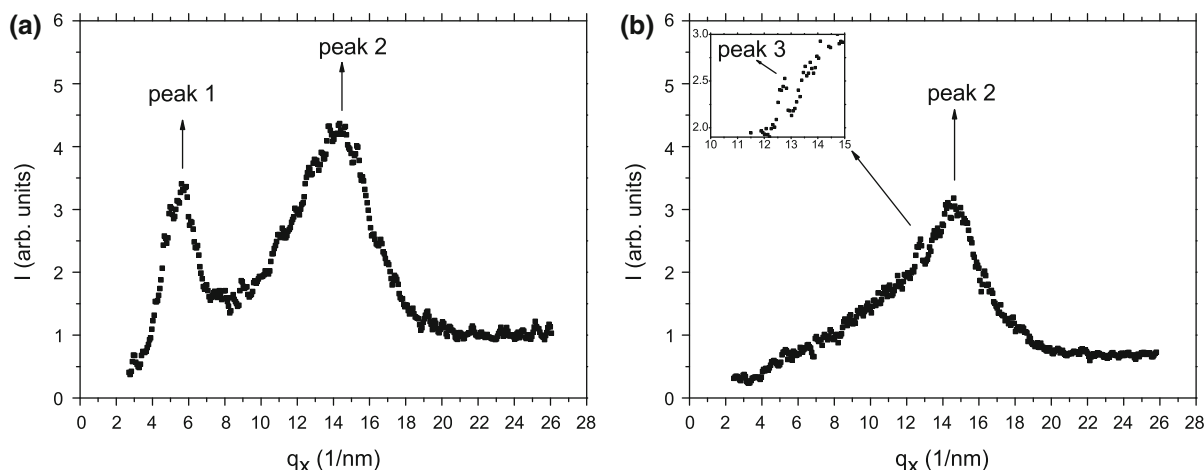 (a)
6
5
4
3
2
1
0
I (arb. units)
peak 1
peak 2
0 2 4 6 8 10 12 14 16 18 20 22 24 26 28
qx (1/nm)
(b)
6
5
4
3
2
1
0
I (arb. units)
3.0
2.5
2.0
peak 3
10 11 12 13 14 15
peak 2
0 2 4 6 8 10 12 14 16 18 20 22 24 26 28
qx (1/nm)